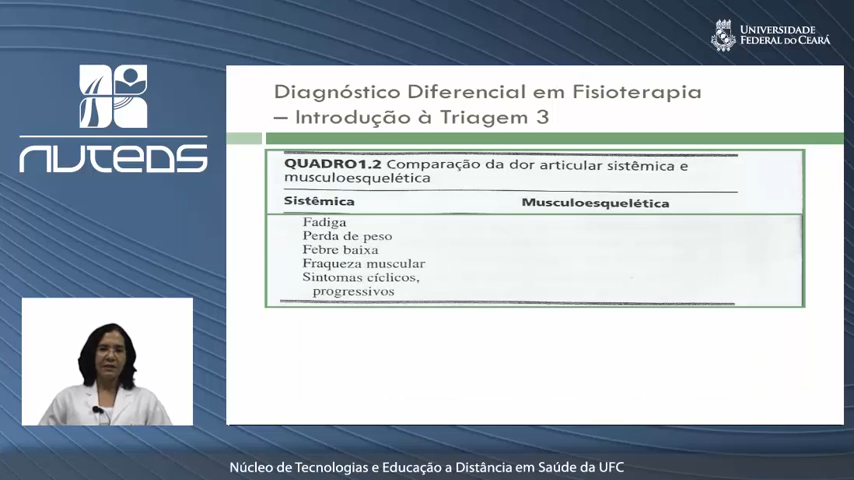 UNIVERSIDADE
FEDERAL DO CEARÁ
NUTEDS
Diagnóstico Diferencial em Fisioterapia
– Introdução à Triagem 3
QUADRO1.2 Comparação da dor articular sistêmica e
musculoesquelética
Sistêmica Musculoesquelética
Fadiga
Perda de peso
Febre baixa
Fraqueza muscular
Sintomas cíclicos,
progressivos
Núcleo de Tecnologias e Educação a Distância em Saúde da UFC